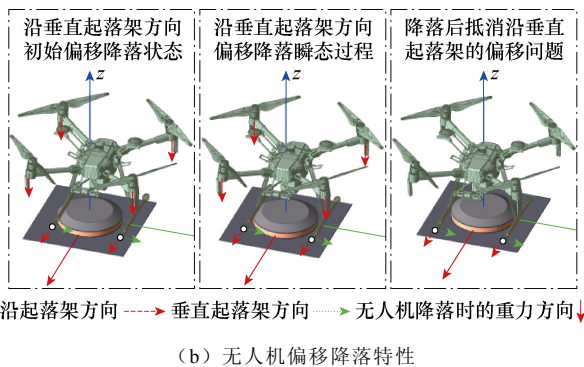 沿垂直起落架方向
初始偏移降落状态
沿垂直起落架方向
偏移降落瞬态过程
降落后抵消沿垂直
起落架的偏移问题
z
z
z
沿起落架方向 垂直起落架方向 无人机降落时的重力方向
（b）无人机偏移降落特性